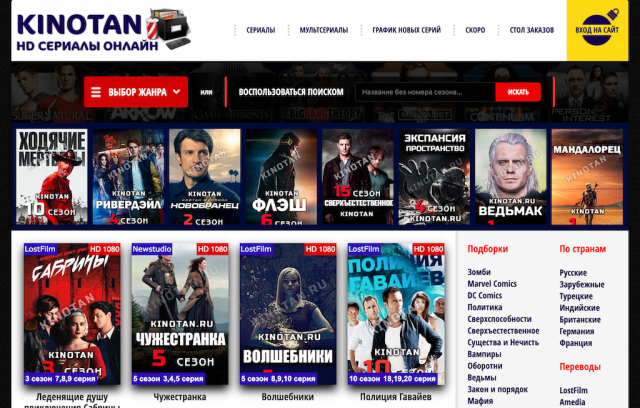 KINOTAN
HD СЕРИАЛЫ ОНЛАЙН
СЕРИАЛЫ
МУЛЬТСЕРИАЛЫ
ГРАФИК НОВЫХ СЕРИЙ
СКОРО
СТОЛ ЗАКАЗОВ
ВХОД НА САЙТ
ВЫБОР ЖАНРА
или
ВОСПОЛЬЗОВАТЬСЯ ПОИСКОМ
Название без номера сезона...
ИСКАТЬ
SUPERNATURAL
ARROW
CONTINUUM
PERSON of INTEREST
ХОДЯЧИЕ
KINOTAN
10 СЕЗОН
KINOTAN
РИВЕРДЭЙЛ
4 СЕЗОН
KINOTAN
НОВОБРАНЕЦ
2 СЕЗОН
KINOTAN
ФЛЭШ
6 СЕЗОН
15 СЕЗОН
СВЕРХЪЕСТЕСТВЕННОЕ
KINOTAN
ЭКСПАНСИЯ
ПРОСТРАНСТВО
4 СЕЗОН
KINOTAN.RU
KINOTAN.RU
ВЕДЬМАК
МАНДАЛОРЕЦ
KINOTAN
LostFilm
HD 1080
САБРИНЫ
KINOTAN
3 сезон 7,8,9 серия
Леденящие душу
приключения Сабрины
Newstudio
HD 1080
KINOTAN.RU
ЧУЖЕСТРАНКА
5 СЕЗОН
5 сезон 3,4,5 серия
Чужестранка
LostFilm
HD 1080
KINOTAN.RU
ВОЛШЕБНИКИ
5 СЕЗОН
5 сезон 8,9,10 серия
Волшебники
LostFilm
HD 1080
ПОЛИЦИЯ
ГАВАЙЕВ
KINOTAN.RU
10 СЕЗОН
10 сезон 18,19,20 серия
Полиция Гавайев
Подборки
Зомби
Marvel Comics
DC Comics
Политика
Сверхспособности
Сверхъестественное
Существа и Нечисть
Вампиры
Оборотни
Ведьмы
Закон и порядок
Мафия
По странам
Русские
Зарубежные
Турецкие
Индийские
Британские
Германия
Франция
Переводы
LostFilm
Amedia